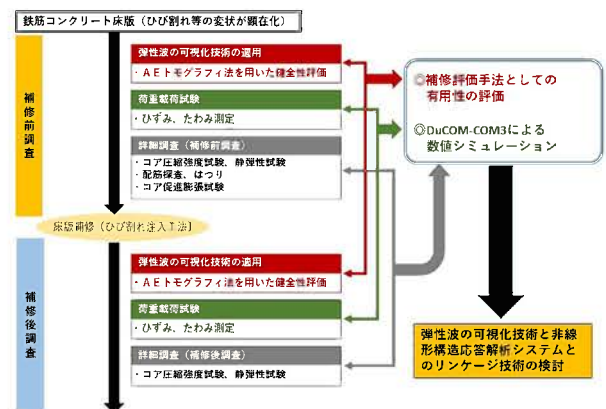 鉄筋コンクリート床版（ひび割れ等の変状が顕在化）
補修前調査
弾性波の可視化技術の適用
・ＡＥトモグラフィ法を用いた健全性評価
荷重載荷試験
・ひずみ、たわみ測定
詳細調査（補修前調査）
・コア圧縮強度試験、静弾性試験
・配筋探査、はつり
・コア促進膨張試験
床版補修（ひび割れ注入工法）
補修後調査
弾性波の可視化技術の適用
・ＡＥトモグラフィ法を用いた健全性評価
荷重載荷試験
・ひずみ、たわみ測定
詳細調査（補修後調査）
・コア圧縮強度試験、静弾性試験
◎補修評価手法としての
有用性の評価
◎DuCOM-COM3による
数値シミュレーション
弾性波の可視化技術と非線
形構造応答解析システムと
のリンケージ技術の検討